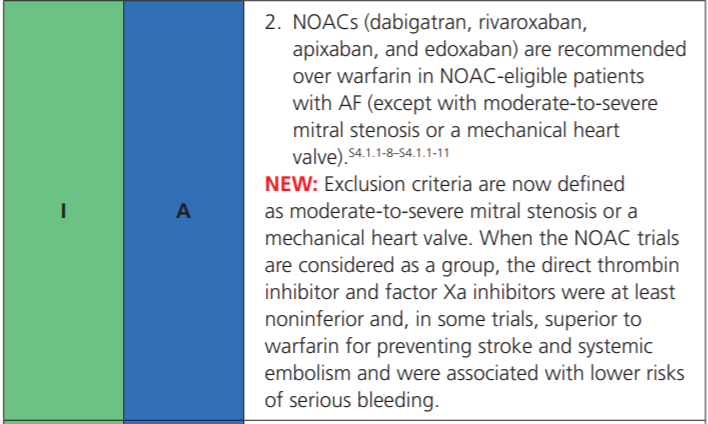 I
A
2. NOACs (dabigatran, rivaroxaban,
apixaban, and edoxaban) are recommended
over warfarin in NOAC-eligible patients
with AF (except with moderate-to-severe
mitral stenosis or a mechanical heart
valve).S4.1.1-8–S4.1.1-11
NEW: Exclusion criteria are now defined
as moderate-to-severe mitral stenosis or a
mechanical heart valve. When the NOAC trials
are considered as a group, the direct thrombin
inhibitor and factor Xa inhibitors were at least
noninferior and, in some trials, superior to
warfarin for preventing stroke and systemic
embolism and were associated with lower risks
of serious bleeding.